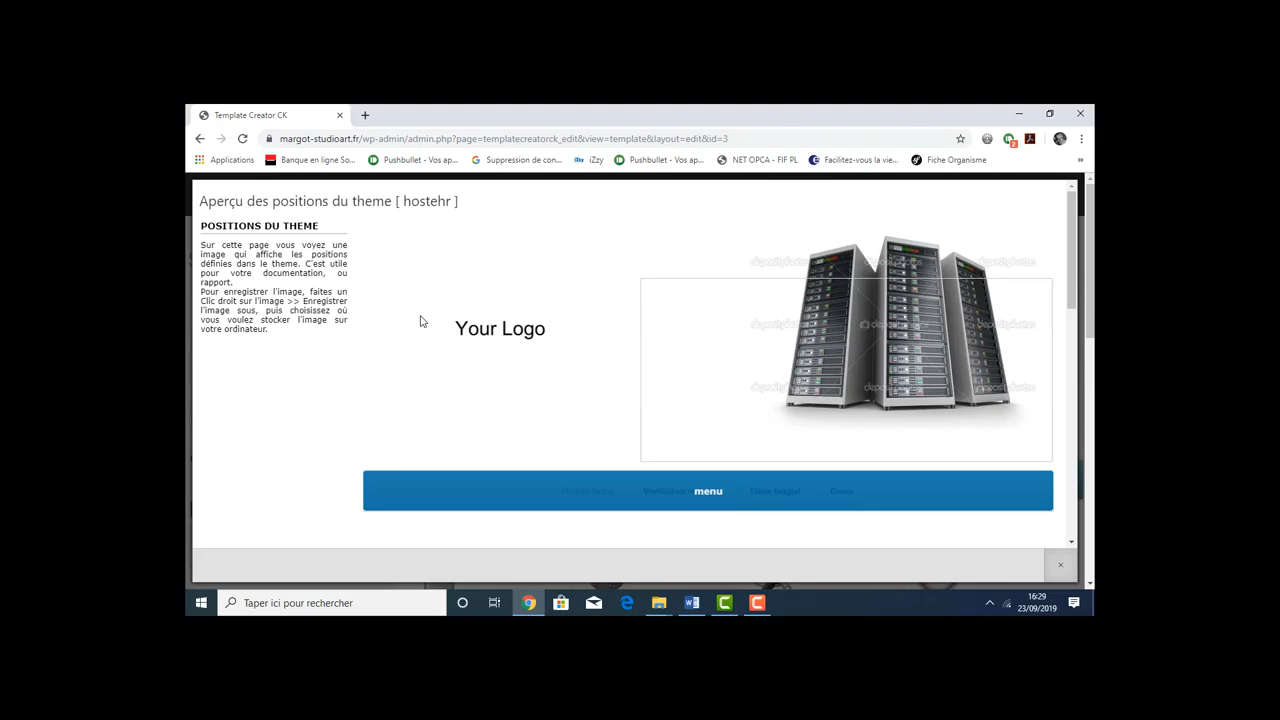 Template Creator CK
margot-studioart.fr/wp-admin/admin.php?page=templatecreatorck_edit&view=template&layout=edit&id=3
Applications
Banque en ligne So...
Pushbullet - Vos ap...
Suppression de con...
iZzy
Pushbullet - Vos ap...
NET OPCA - FIF PL
Facilitez-vous la vie...
Fiche Organisme
»
Aperçu des positions du theme [ hostehr ]
POSITIONS DU THEME
Sur cette page vous voyez une
image qui affiche les positions
définies dans le theme. C'est utile
pour votre documentation, ou
rapport.
Pour enregistrer l'image, faites un
Clic droit sur l'image >> Enregistrer
l'image sous, puis choisissez où
vous voulez stocker l'image sur
votre ordinateur.
Your Logo
depositphotos
menu
Taper ici pour rechercher
16:29
23/09/2019